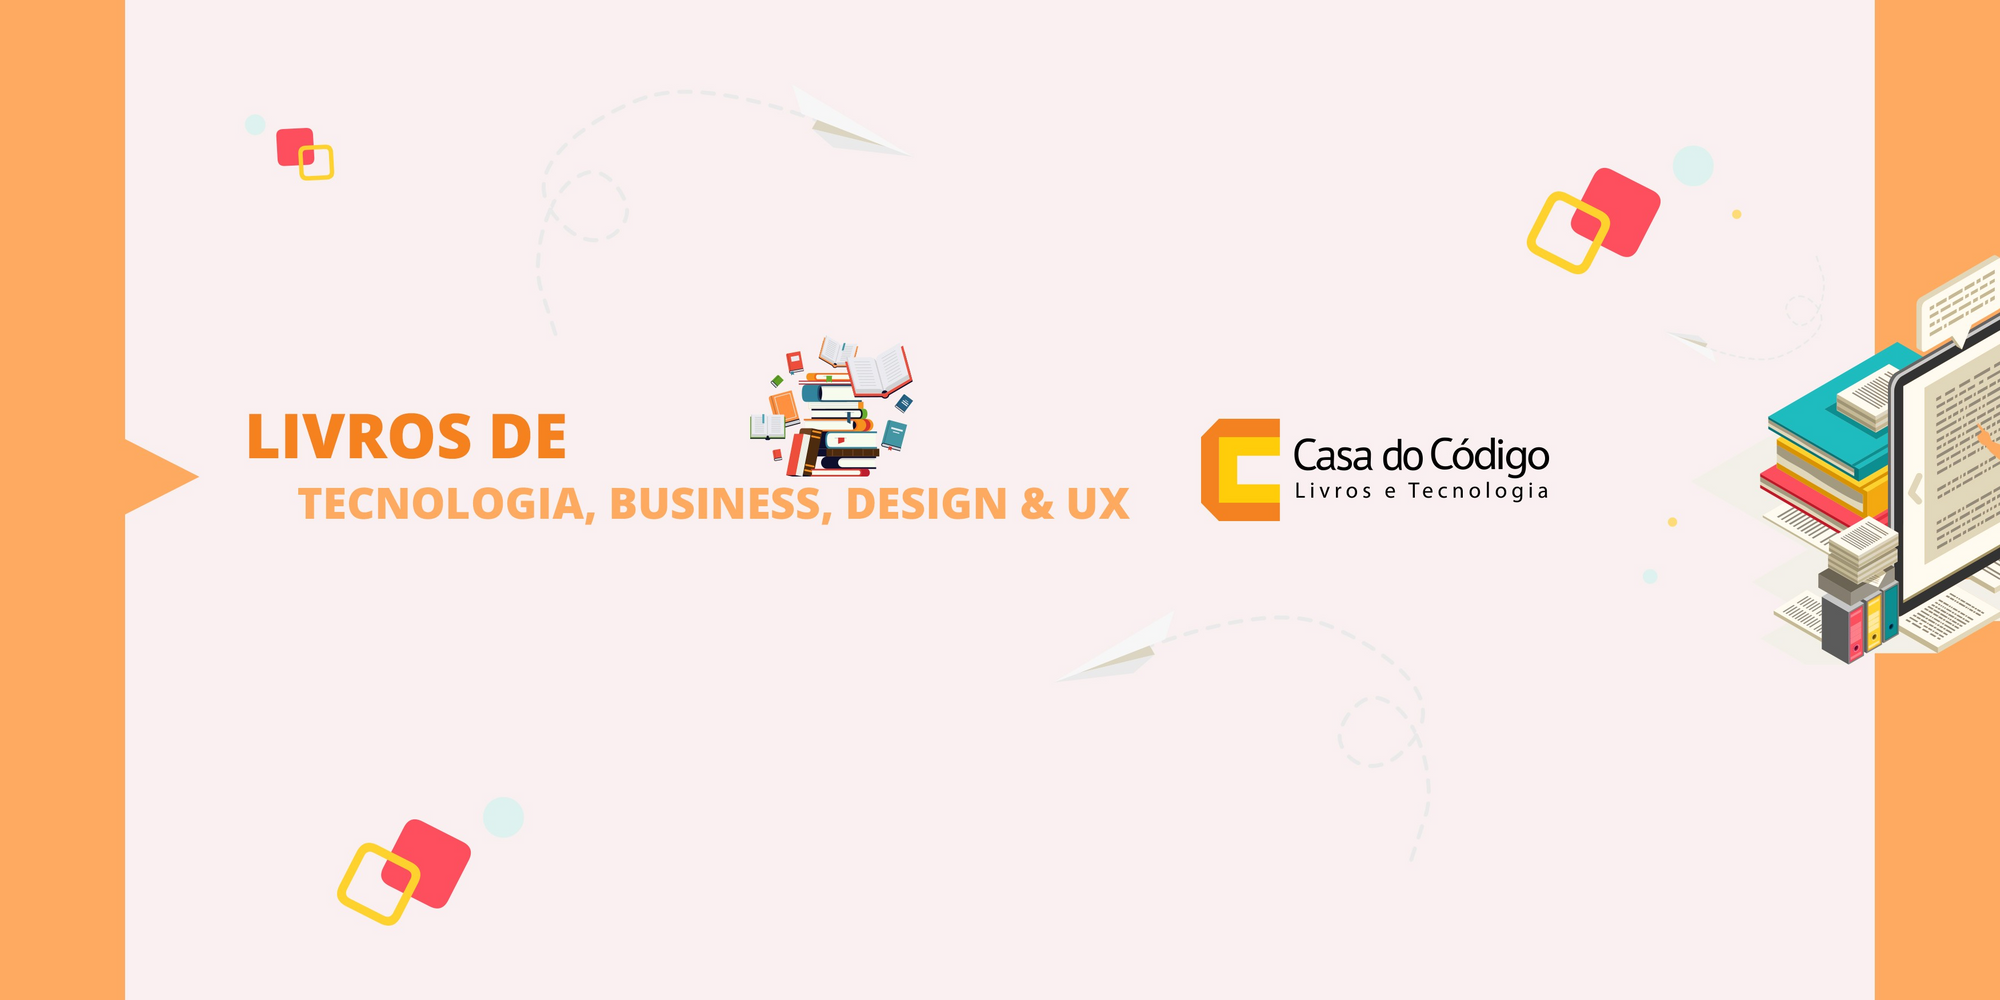 LIVROS DE
TECNOLOGIA, BUSINESS, DESIGN & UX
Casa do Código
Livros e Tecnologia